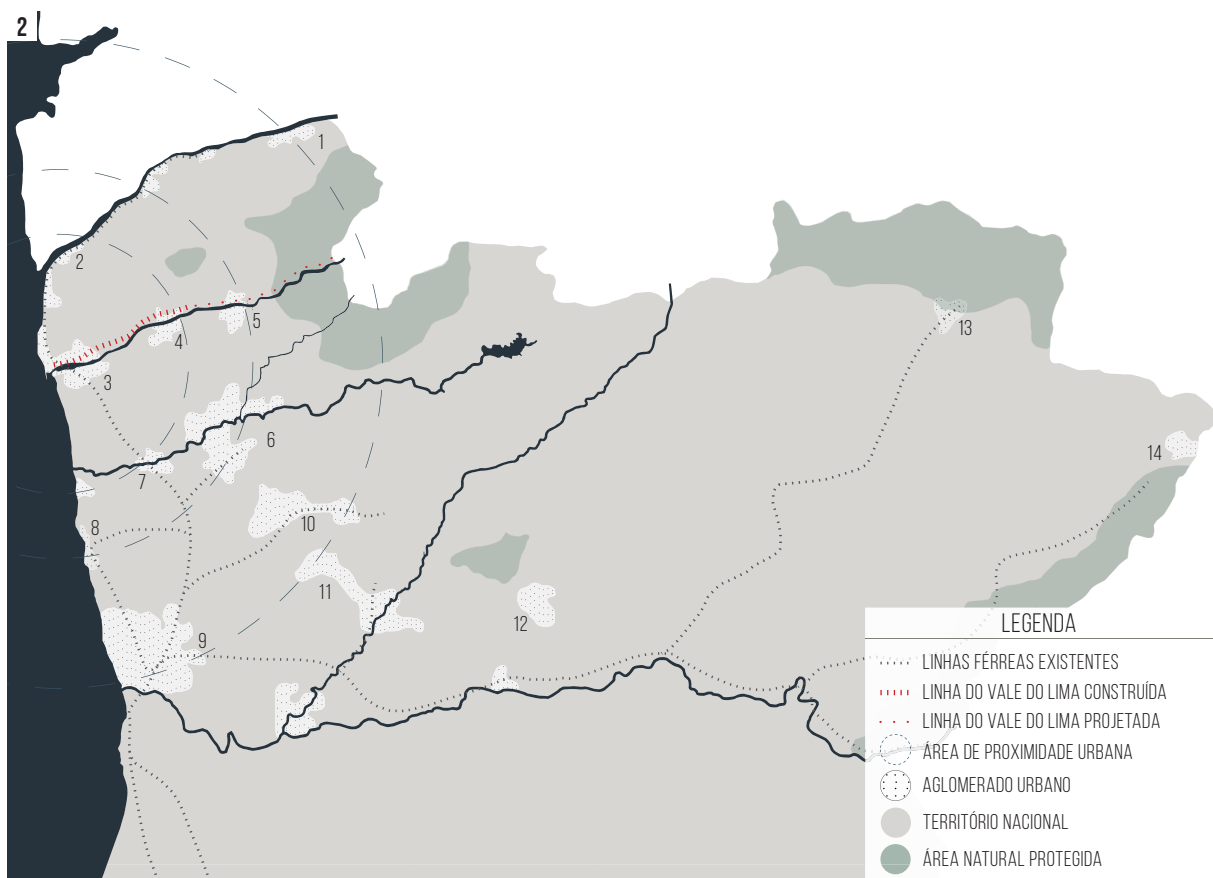 2
1
2
3
4
5
6
7
8
9
10
11
12
13
14
LEGENDA
LINHAS FÉRREAS EXISTENTES
LINHA DO VALE DO LIMA CONSTRUÍDA
LINHA DO VALE DO LIMA PROJETADA
ÁREA DE PROXIMIDADE URBANA
AGLOMERADO URBANO
TERRITÓRIO NACIONAL
ÁREA NATURAL PROTEGIDA